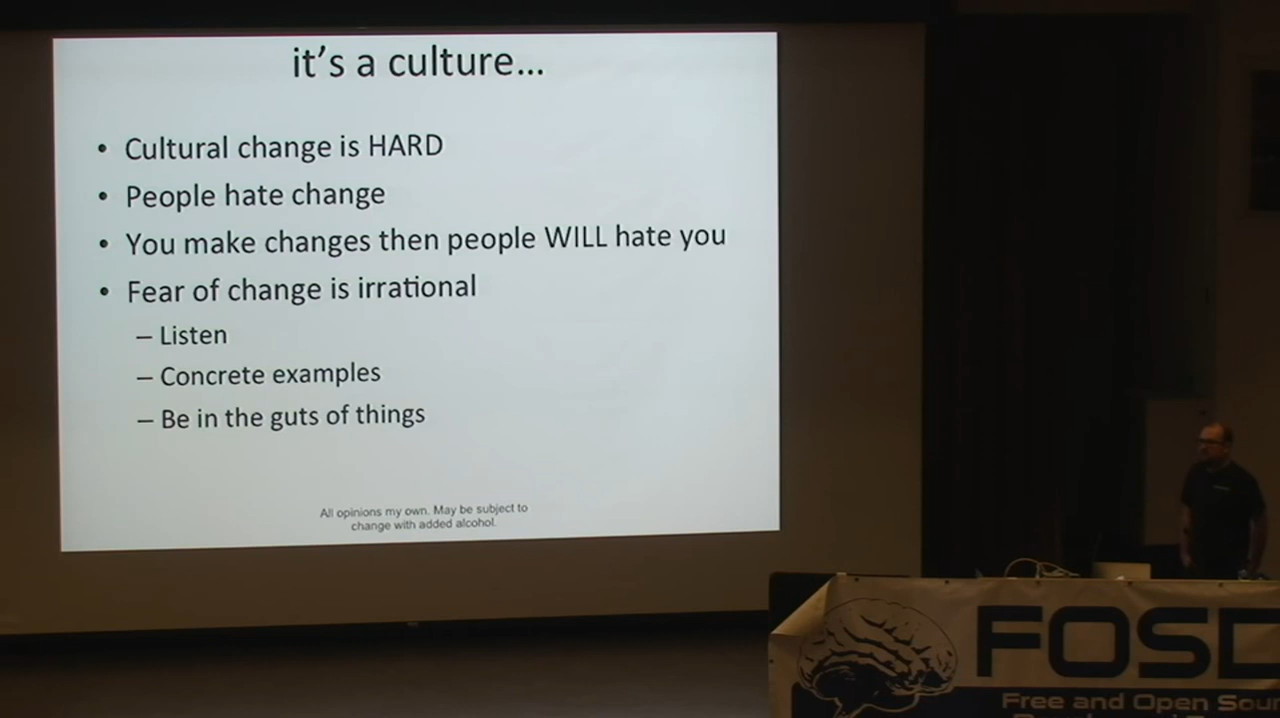 it's a culture...
• Cultural change is HARD
• People hate change
• You make changes then people WILL hate you
• Fear of change is irrational
– Listen
– Concrete examples
– Be in the guts of things
All opinions my own. May be subject to
change with added alcohol.
FOSD
Free and Open Sour